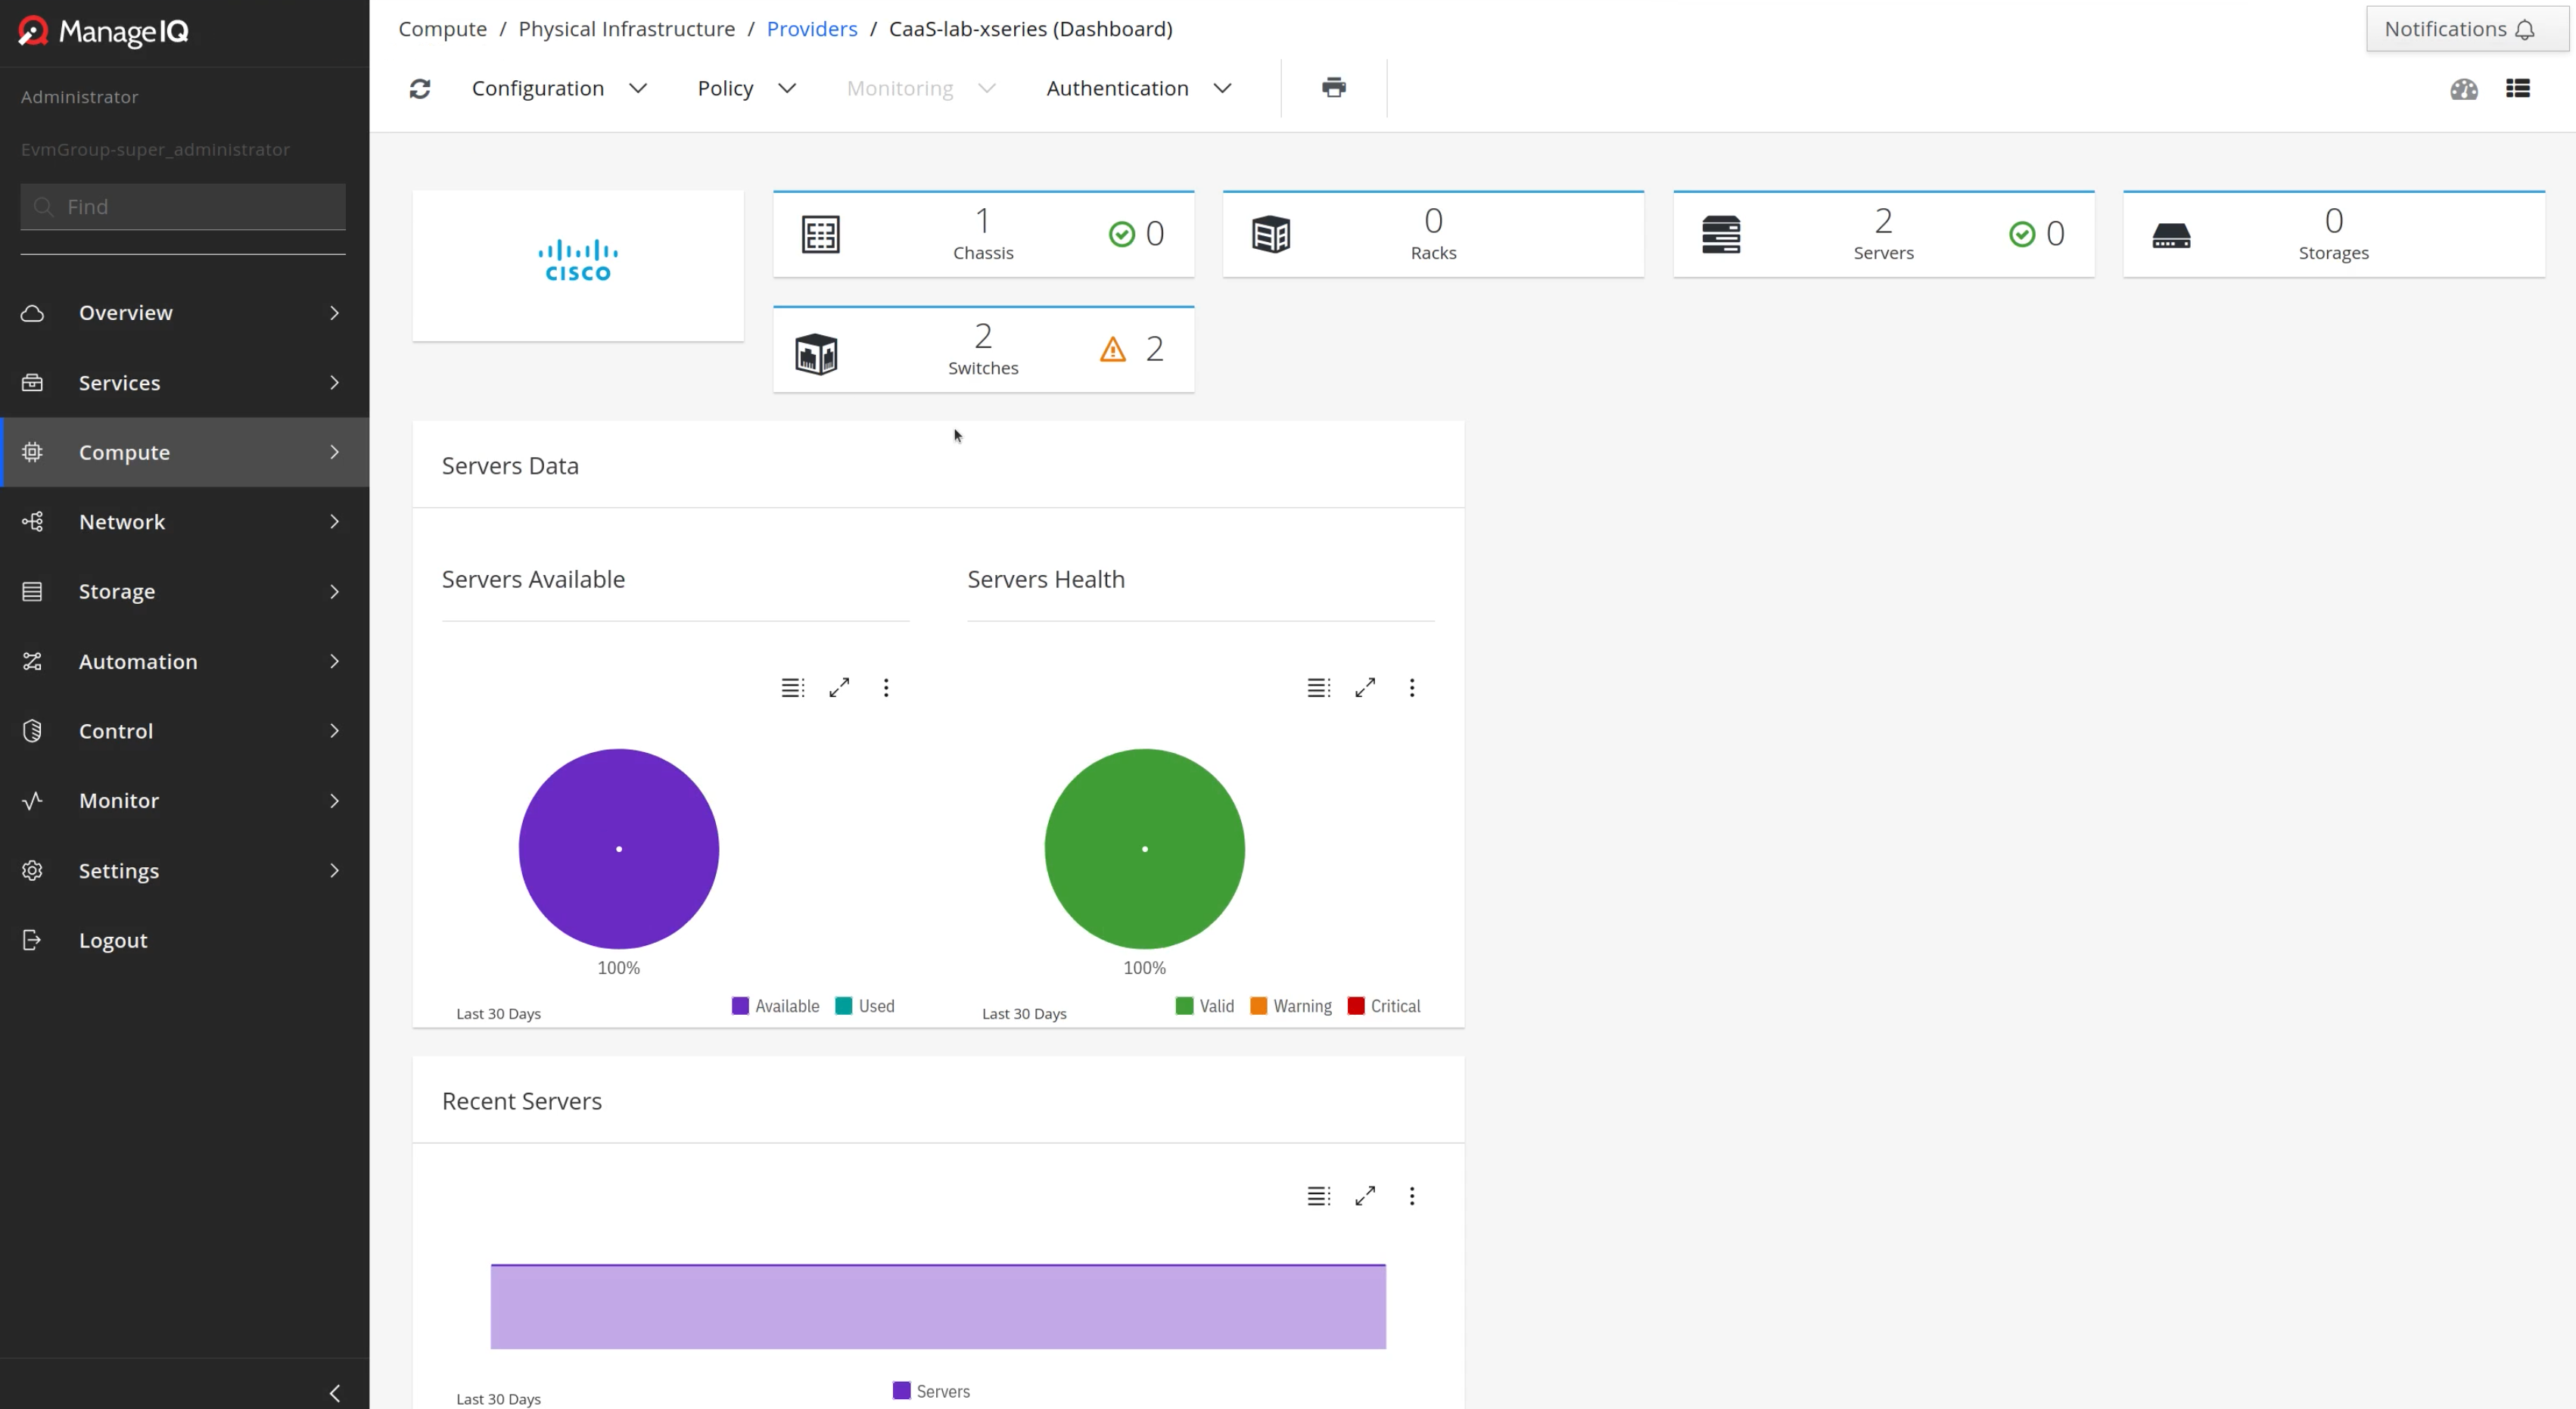 ManageIQ
Administrator
EvmGroup-super_administrator
Find
Overview
Services
Compute
Network
Storage
Automation
Control
Monitor
Settings
Logout
Compute / Physical Infrastructure / Providers / CaaS-lab-xseries (Dashboard)
Notifications
Configuration Policy Monitoring Authentication
CISCO
1
Chassis
0
0
Racks
2
Servers
0
0
Storages
2
Switches
2
Servers Data
Servers Available
100%
Last 30 Days
Available Used
Servers Health
100%
Last 30 Days
Valid Warning Critical
Recent Servers
Servers
Last 30 Days